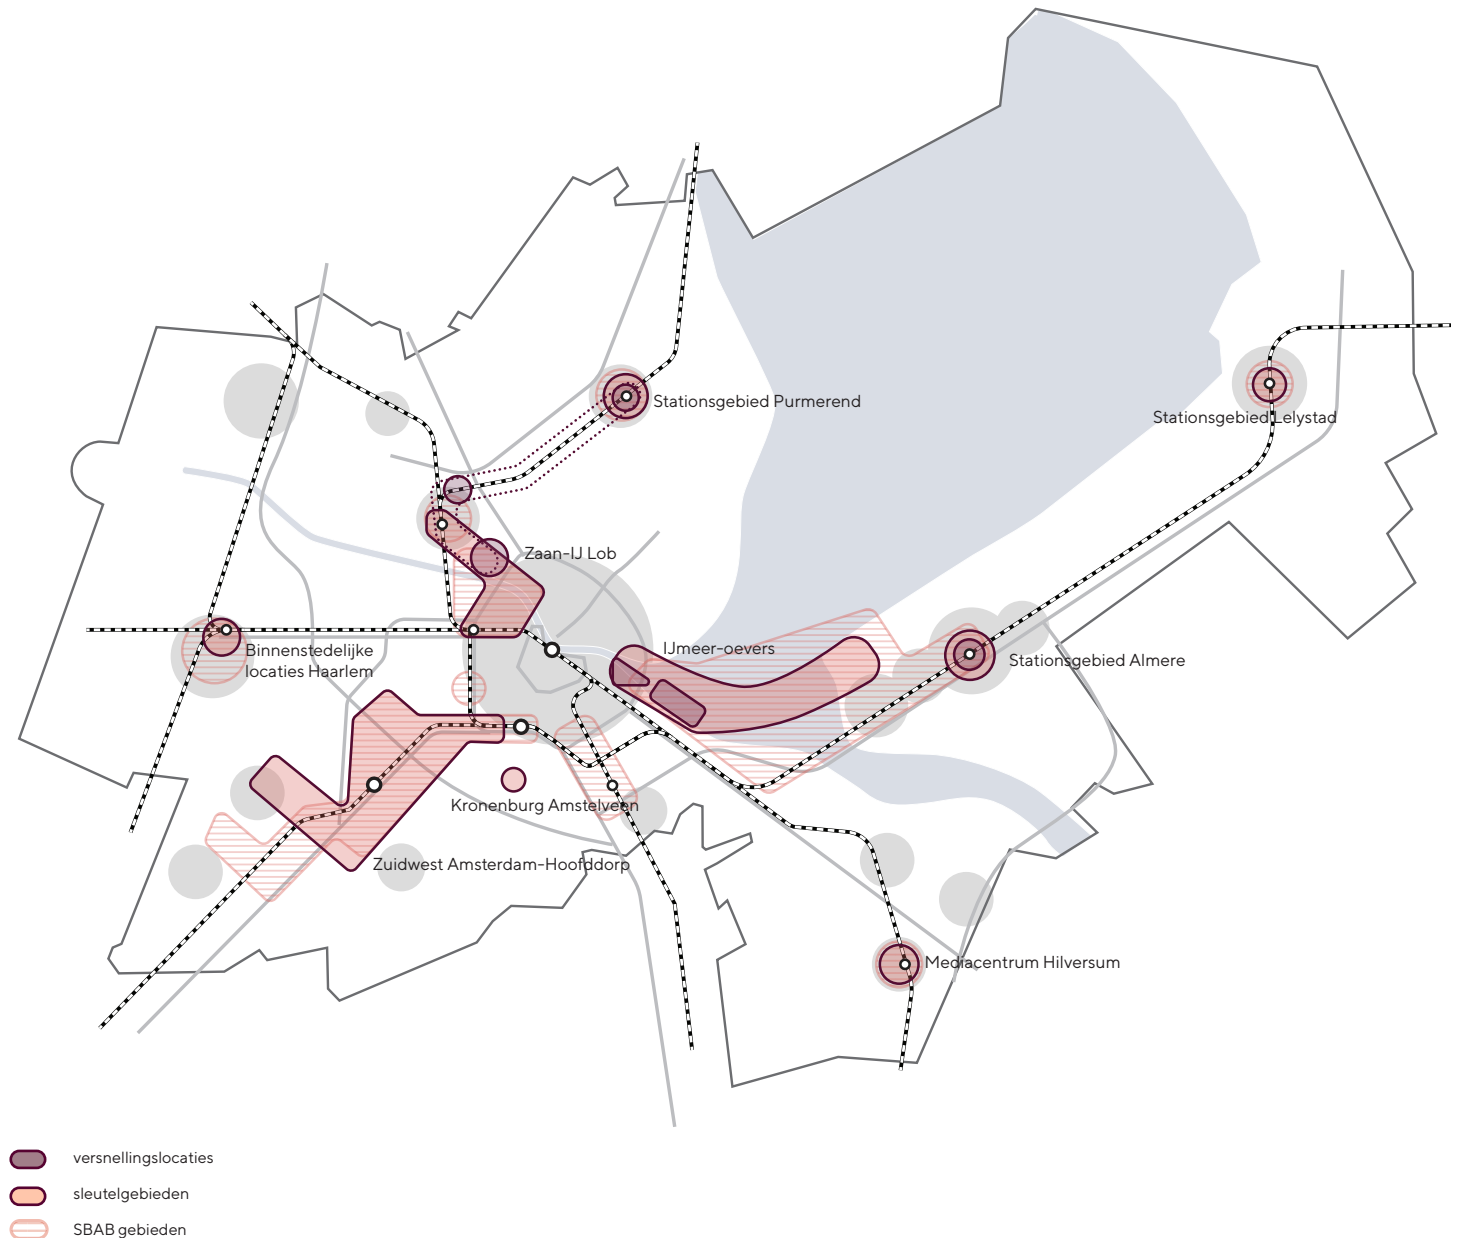 Stationsgebied Purmerend
Stationsgebied Lelystad
Zaan-IJ Lob
IJmeer-oevers
Binnenstedelijke
locaties Haarlem
Stationsgebied Almere
Kronenburg Amstelveen
Zuidwest Amsterdam-Hoofddorp
Mediacentrum Hilversum
versnellingslocaties
sleutelgebieden
SBAB gebieden